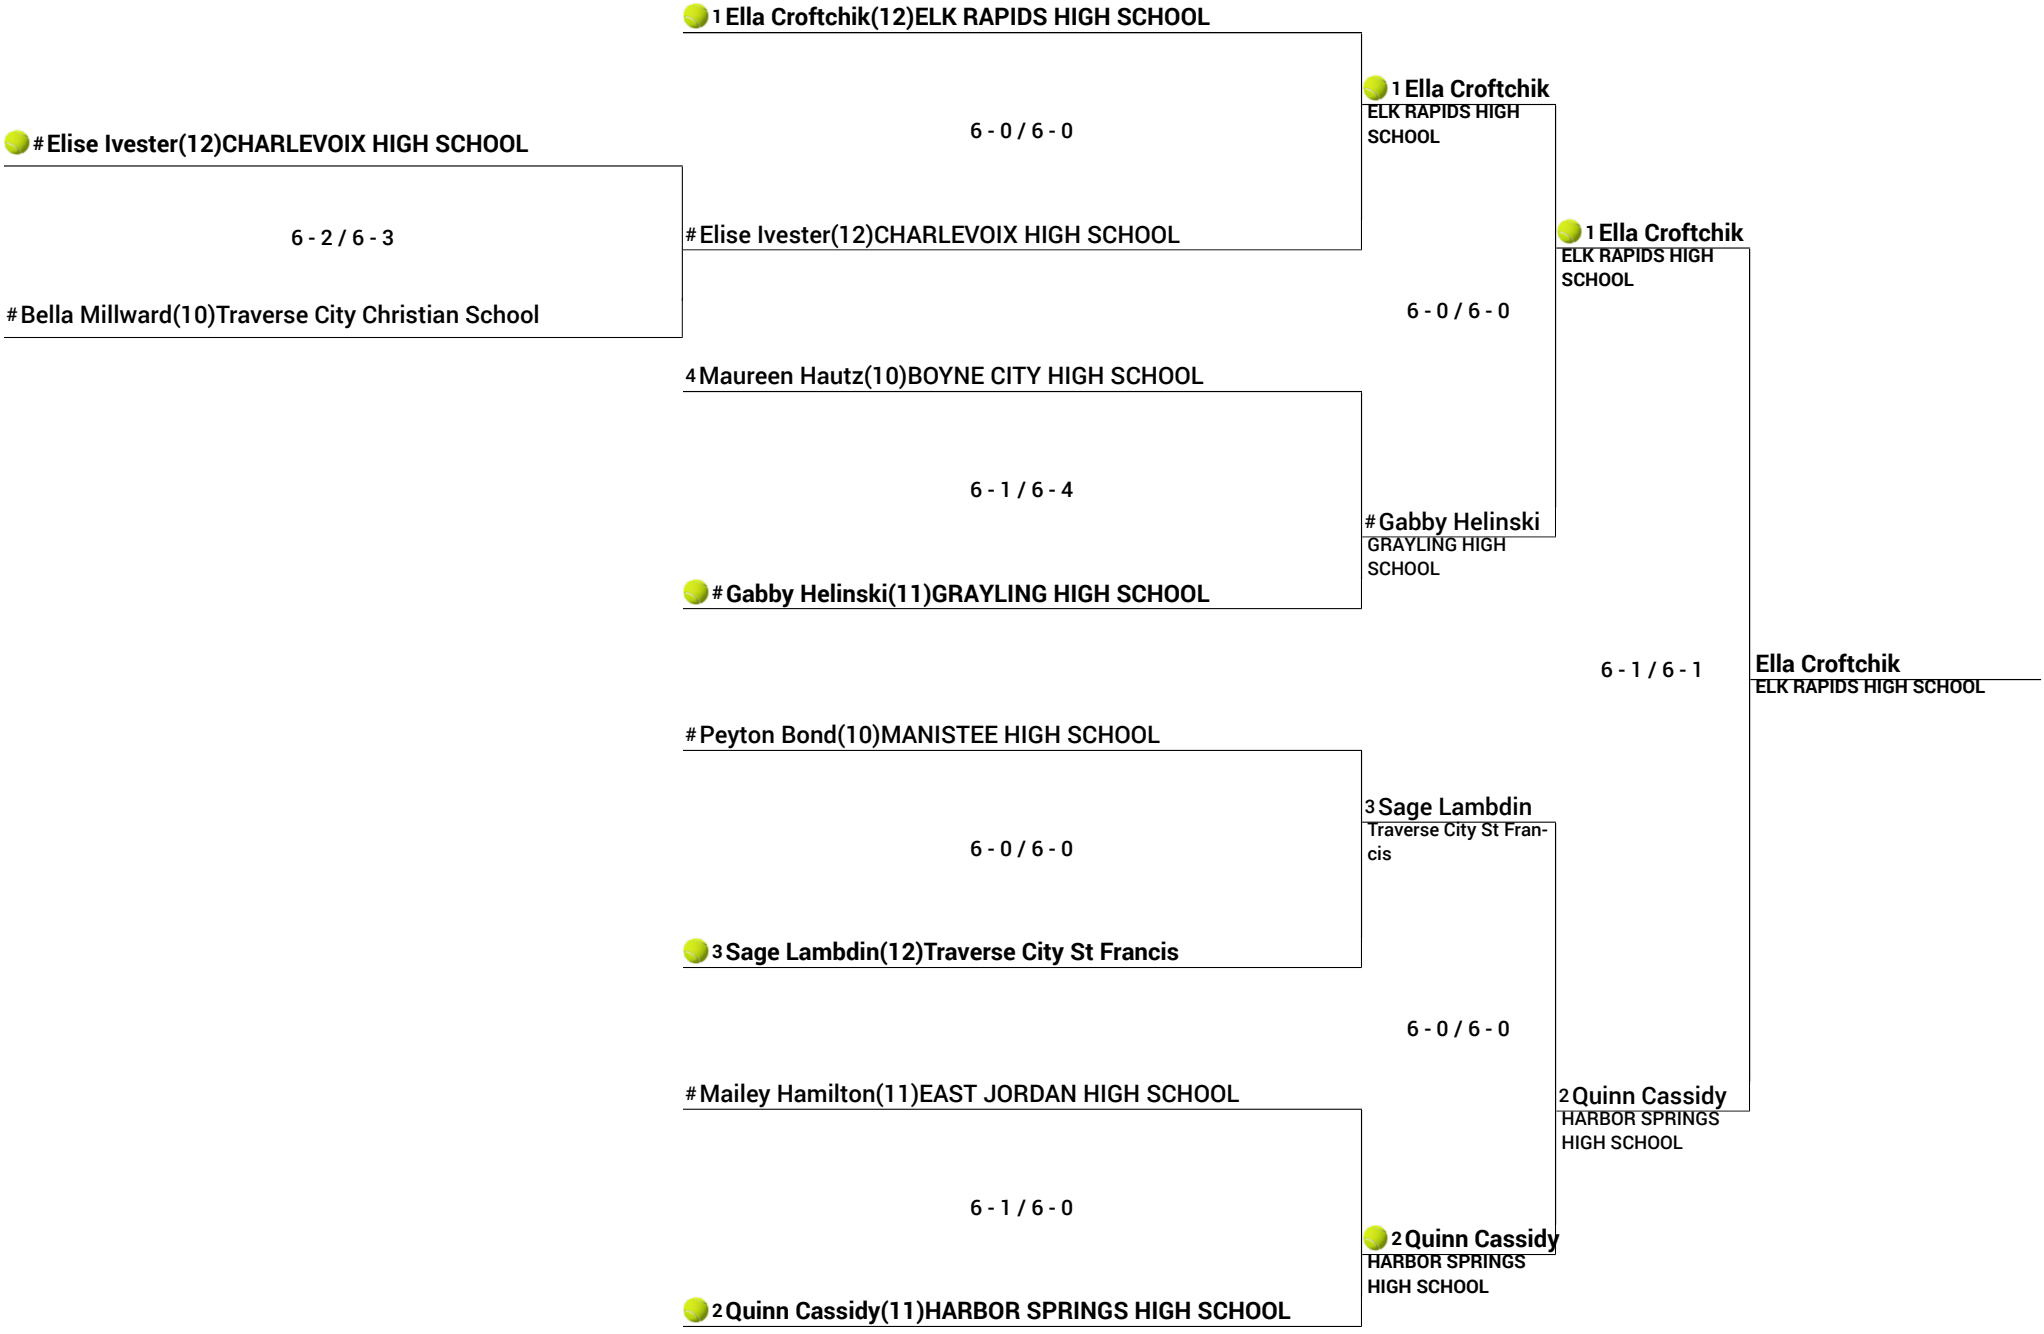 1 Ella Croftchik(12)ELK RAPIDS HIGH SCHOOL
1 Ella Croftchik
ELK RAPIDS HIGH
SCHOOL
6 - 0 / 6 - 0
# Elise Ivester(12)CHARLEVOIX HIGH SCHOOL
6 - 2 / 6 - 3
# Elise Ivester(12)CHARLEVOIX HIGH SCHOOL
1 Ella Croftchik
ELK RAPIDS HIGH
SCHOOL
# Bella Millward(10)Traverse City Christian School
6 - 0 / 6 - 0
4 Maureen Hautz(10)BOYNE CITY HIGH SCHOOL
6 - 1 / 6 - 4
# Gabby Helinski
GRAYLING HIGH
SCHOOL
# Gabby Helinski(11)GRAYLING HIGH SCHOOL
6 - 1 / 6 - 1
Ella Croftchik
ELK RAPIDS HIGH SCHOOL
# Peyton Bond(10)MANISTEE HIGH SCHOOL
3 Sage Lambdin
Traverse City St Fran-
cis
6 - 0 / 6 - 0
3 Sage Lambdin(12)Traverse City St Francis
6 - 0 / 6 - 0
# Mailey Hamilton(11)EAST JORDAN HIGH SCHOOL
2 Quinn Cassidy
HARBOR SPRINGS
HIGH SCHOOL
6 - 1 / 6 - 0
2 Quinn Cassidy
HARBOR SPRINGS
HIGH SCHOOL
2 Quinn Cassidy(11)HARBOR SPRINGS HIGH SCHOOL